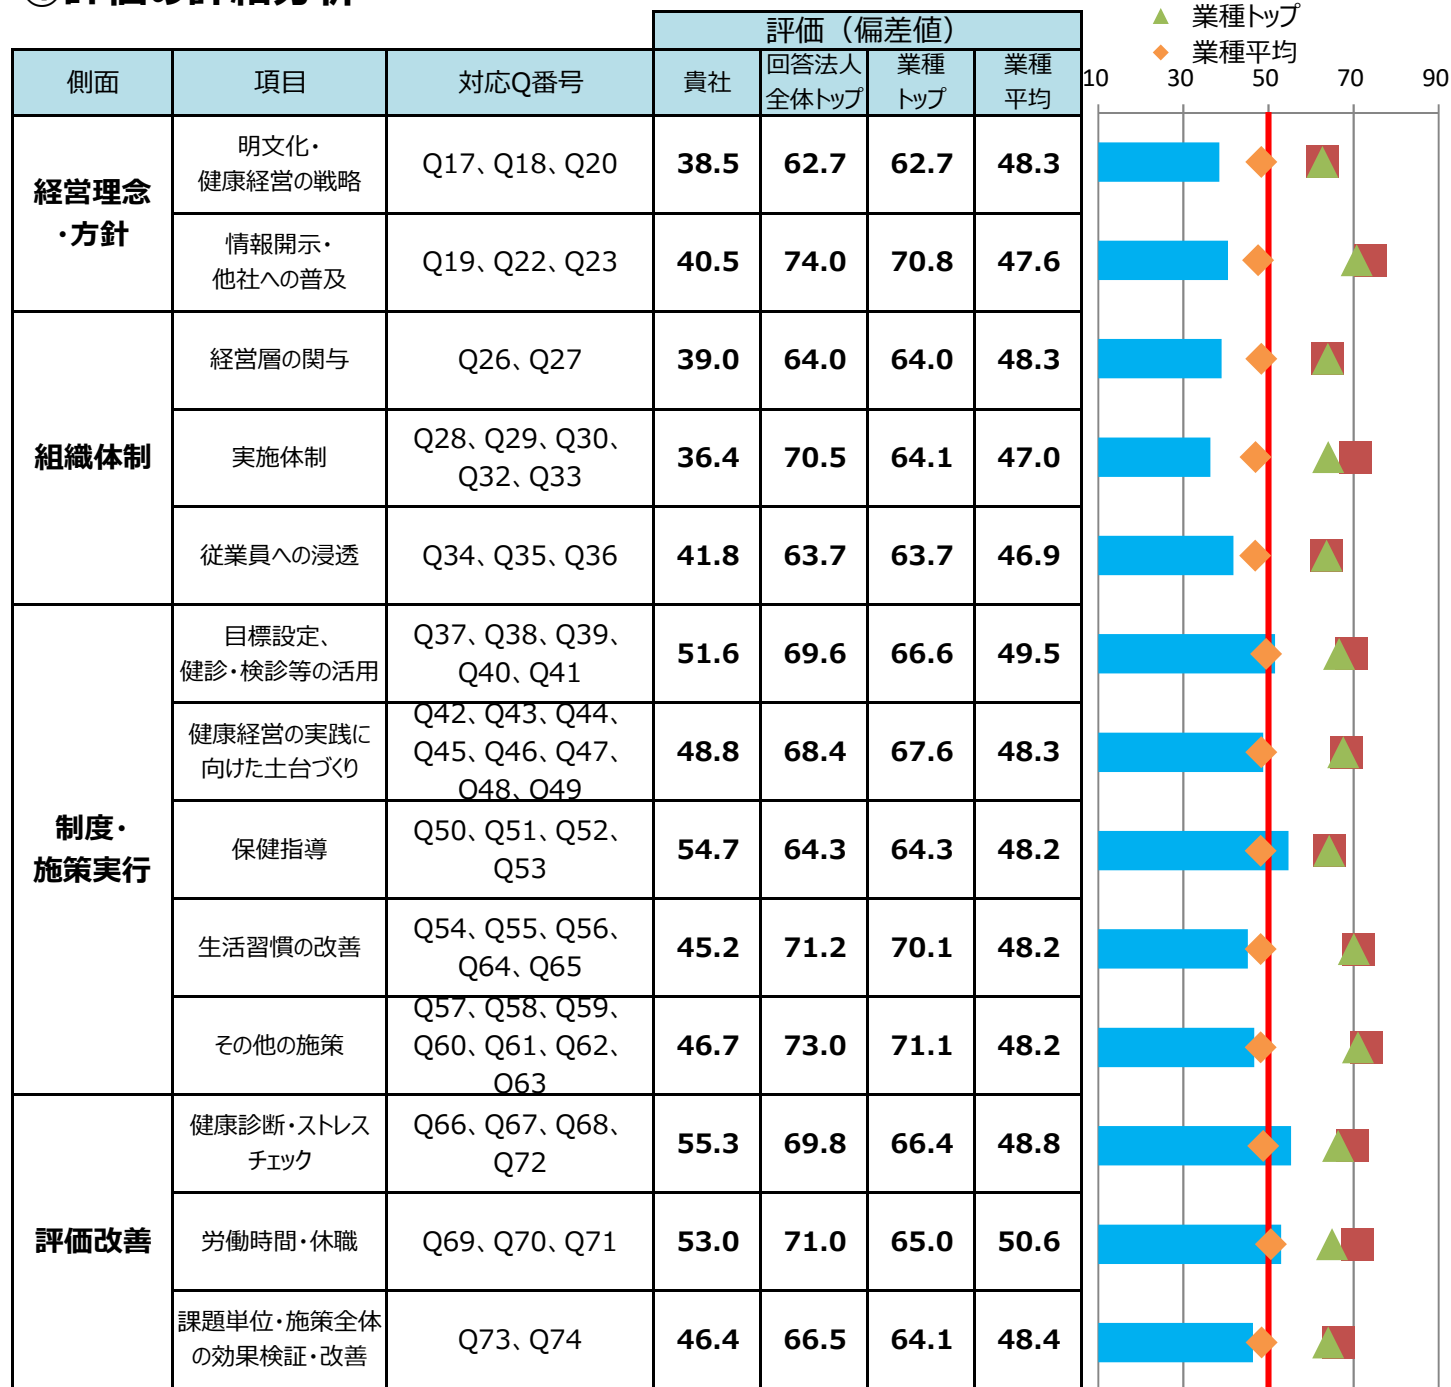 ①評価の詳細分析
▲ 業種トップ
◆ 業種平均
評価（偏差値）
側面 項目 対応Q番号 貴社 回答法人全体トップ 業種トップ 業種平均
10 30 50 70 90
経営理念・方針
明文化・健康経営の戦略 Q17、Q18、Q20 38.5 62.7 62.7 48.3
情報開示・他社への普及 Q19、Q22、Q23 40.5 74.0 70.8 47.6
組織体制
経営層の関与 Q26、Q27 39.0 64.0 64.0 48.3
実施体制 Q28、Q29、Q30、Q32、Q33 36.4 70.5 64.1 47.0
従業員への浸透 Q34、Q35、Q36 41.8 63.7 63.7 46.9
制度・施策実行
目標設定、健診・検診等の活用 Q37、Q38、Q39、Q40、Q41 51.6 69.6 66.6 49.5
健康経営の実践に向けた土台づくり Q42、Q43、Q44、Q45、Q46、Q47、Q48、Q49 48.8 68.4 67.6 48.3
保健指導 Q50、Q51、Q52、Q53 54.7 64.3 64.3 48.2
生活習慣の改善 Q54、Q55、Q56、Q64、Q65 45.2 71.2 70.1 48.2
その他の施策 Q57、Q58、Q59、Q60、Q61、Q62、Q63 46.7 73.0 71.1 48.2
評価改善
健康診断・ストレスチェック Q66、Q67、Q68、Q72 55.3 69.8 66.4 48.8
労働時間・休職 Q69、Q70、Q71 53.0 71.0 65.0 50.6
課題単位・施策全体の効果検証・改善 Q73、Q74 46.4 66.5 64.1 48.4